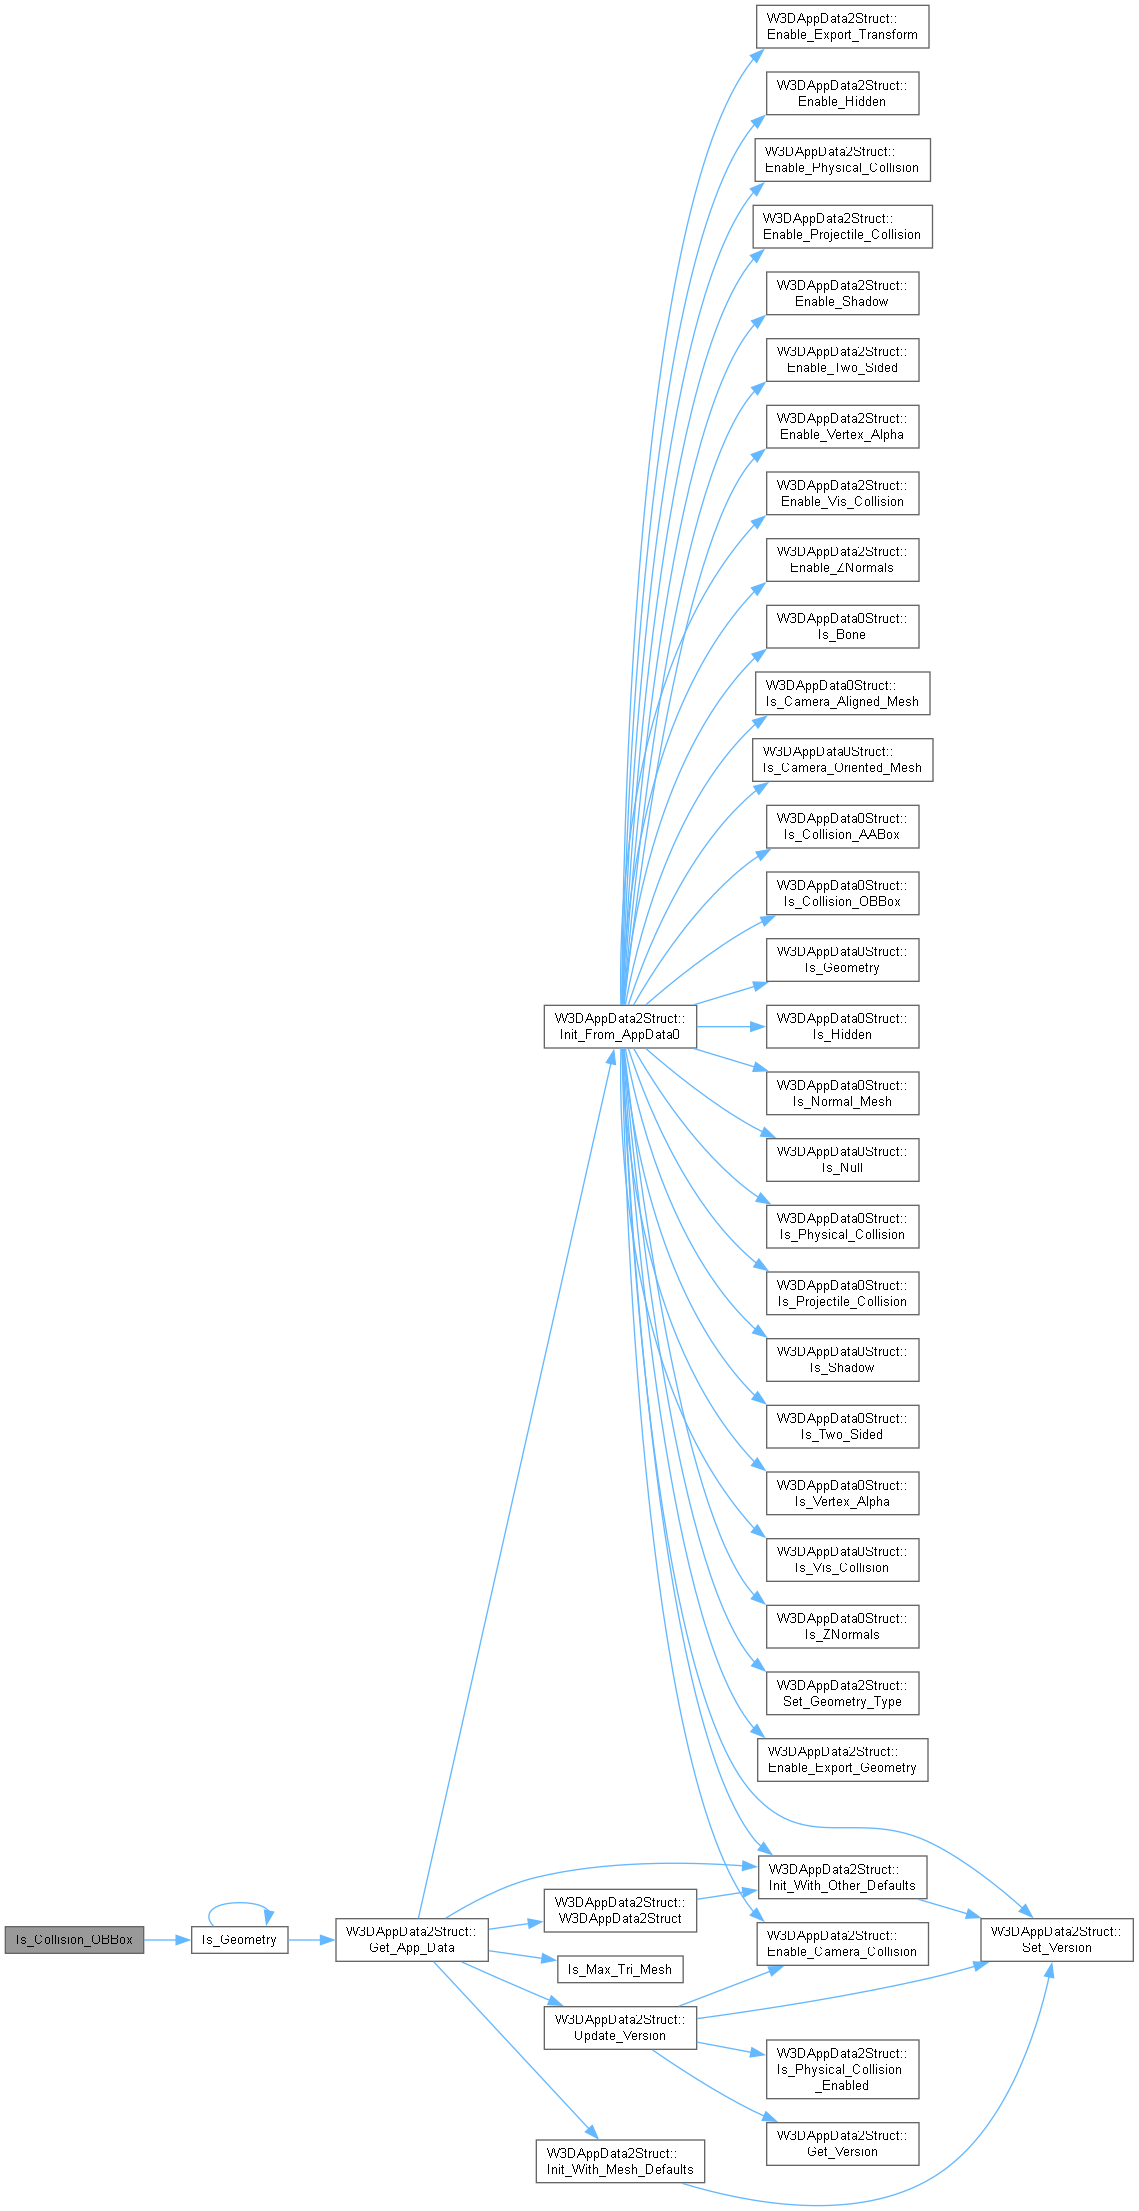 W3DAppData2Struct::
Enable_Export_Transform
W3DAppData2Struct::
Enable_Hidden
W3DAppData2Struct::
Enable_Physical_Collision
W3DAppData2Struct::
Enable_Projectile_Collision
W3DAppData2Struct::
Enable_Shadow
W3DAppData2Struct::
Enable_Two_Sided
W3DAppData2Struct::
Enable_Vertex_Alpha
W3DAppData2Struct::
Enable_Vis_Collision
W3DAppData2Struct::
Enable_ZNormals
W3DAppData0Struct::
Is_Bone
W3DAppData0Struct::
Is_Camera_Aligned_Mesh
W3DAppData0Struct::
Is_Camera_Oriented_Mesh
W3DAppData0Struct::
Is_Collision_AABox
W3DAppData0Struct::
Is_Collision_OBBox
W3DAppData0Struct::
Is_Geometry
W3DAppData2Struct::
Init_From_AppData0
W3DAppData0Struct::
Is_Hidden
W3DAppData0Struct::
Is_Normal_Mesh
W3DAppData0Struct::
Is_Null
W3DAppData0Struct::
Is_Physical_Collision
W3DAppData0Struct::
Is_Projectile_Collision
W3DAppData0Struct::
Is_Shadow
W3DAppData0Struct::
Is_Two_Sided
W3DAppData0Struct::
Is_Vertex_Alpha
W3DAppData0Struct::
Is_Vis_Collision
W3DAppData0Struct::
Is_ZNormals
W3DAppData2Struct::
Set_Geometry_Type
W3DAppData2Struct::
Enable_Export_Geometry
W3DAppData2Struct::
Init_With_Other_Defaults
W3DAppData2Struct::
W3DAppData2Struct
Is_Collision_OBBox
Is_Geometry
W3DAppData2Struct::
Get_App_Data
W3DAppData2Struct::
Enable_Camera_Collision
W3DAppData2Struct::
Set_Version
Is_Max_Tri_Mesh
W3DAppData2Struct::
Update_Version
W3DAppData2Struct::
Is_Physical_Collision
_Enabled
W3DAppData2Struct::
Get_Version
W3DAppData2Struct::
Init_With_Mesh_Defaults